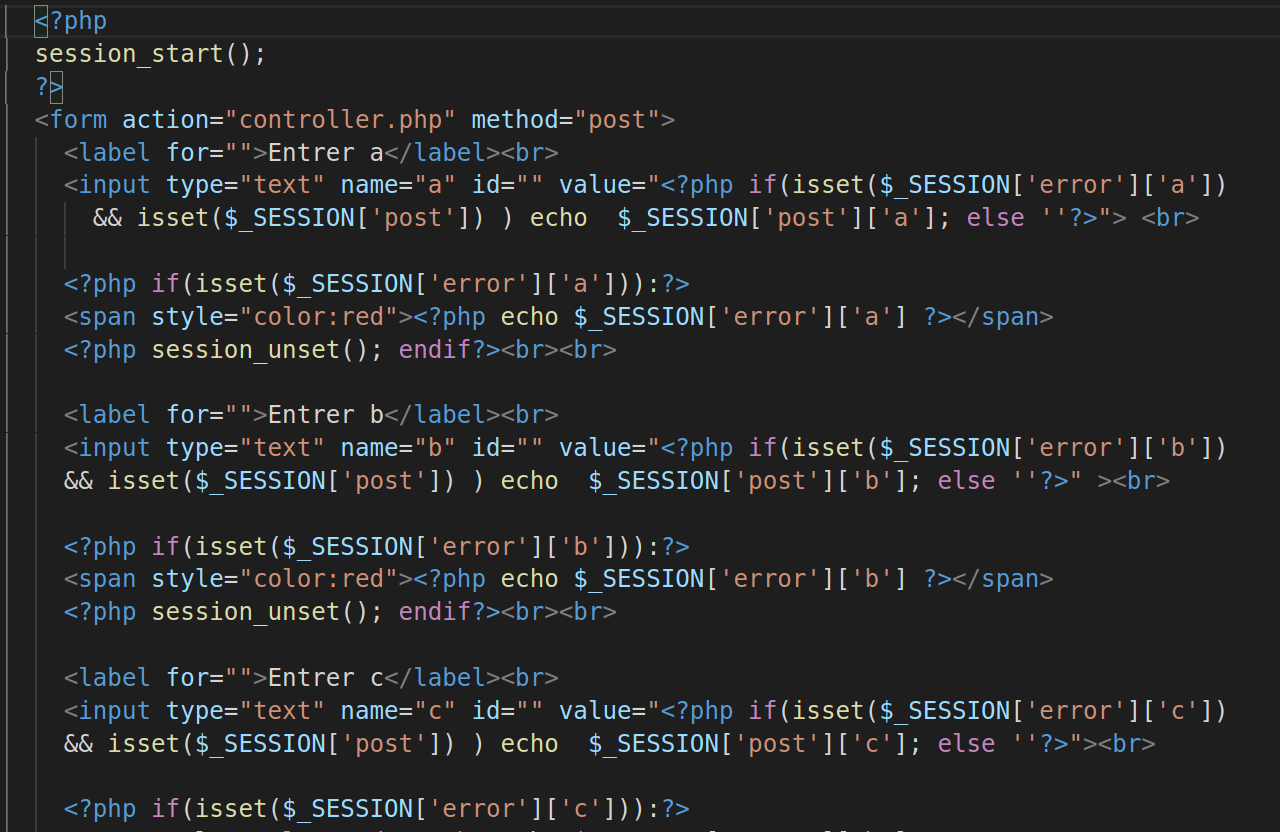 <?php
session_start();
?>
<form action="controller.php" method="post">
<label for="">Entrer a</label><br>
<input type="text" name="a" id="" value="<?php if(isset($_SESSION['error']['a'])
&& isset($_SESSION['post']) ) echo  $_SESSION['post']['a']; else ''?>"> <br>
<?php if(isset($_SESSION['error']['a'])):?>
<span style="color:red"><?php echo $_SESSION['error']['a'] ?></span>
<?php session_unset(); endif?><br><br>
<label for="">Entrer b</label><br>
<input type="text" name="b" id="" value="<?php if(isset($_SESSION['error']['b'])
&& isset($_SESSION['post']) ) echo  $_SESSION['post']['b']; else ''?>" ><br>
<?php if(isset($_SESSION['error']['b'])):?>
<span style="color:red"><?php echo $_SESSION['error']['b'] ?></span>
<?php session_unset(); endif?><br><br>
<label for="">Entrer c</label><br>
<input type="text" name="c" id="" value="<?php if(isset($_SESSION['error']['c'])
&& isset($_SESSION['post']) ) echo  $_SESSION['post']['c']; else ''?>"><br>
<?php if(isset($_SESSION['error']['c'])):?>